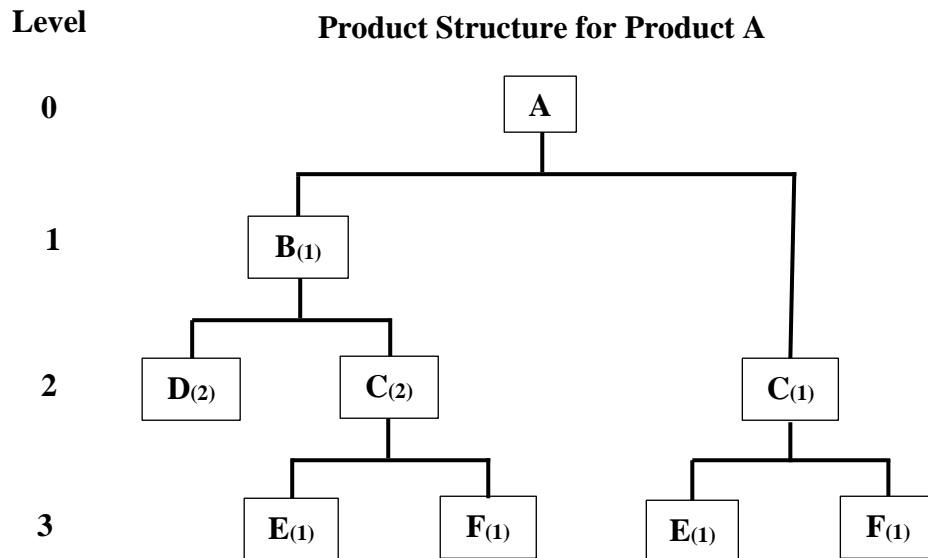 Level Product Structure for Product A
0 A
1 B(1)
2 D(2) C(2) C(1)
3 E(1) F(1) E(1) F(1)